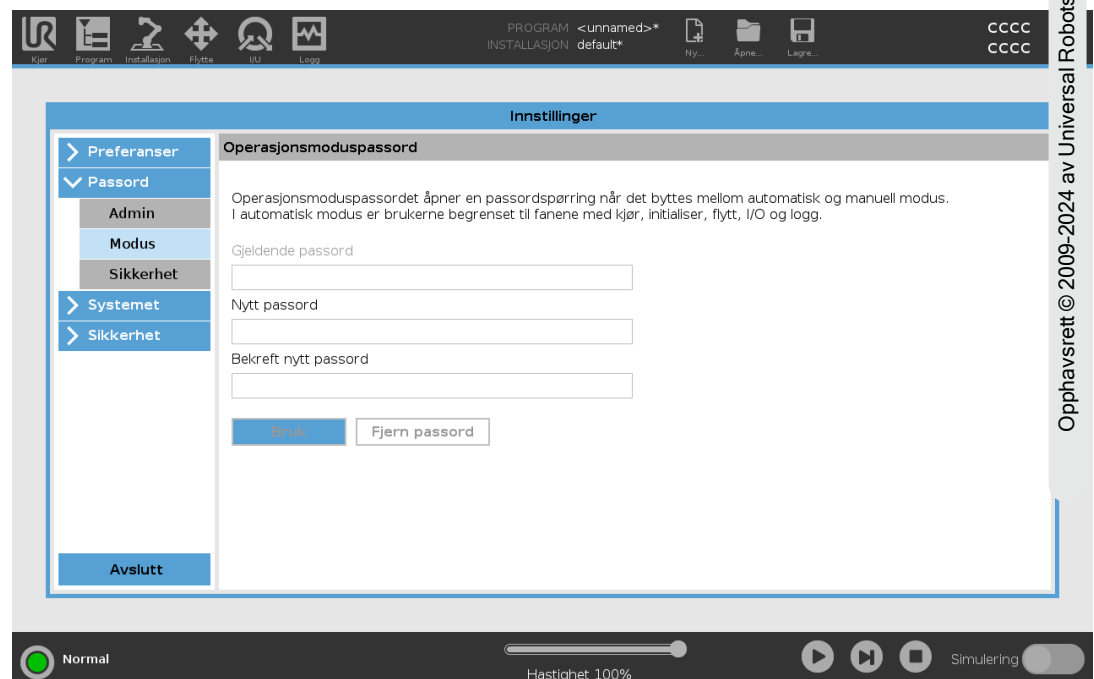 PROGRAM <unnamed>*
INSTALLASJON default*
CCCC
CCCC
Kjør Program Installasjon Flytte I/U Logg Ny... Åpne... Lagre...
Innstillinger
Preferanser
Passord
Admin
Modus
Sikkerhet
Systemet
Sikkerhet
Avslutt
Operasjonsmoduspassord
Operasjonsmoduspassordet åpner en passordspørring når det byttes mellom automatisk og manuell modus.
I automatisk modus er brukerne begrenset til fanene med kjør, initialiser, flytt, I/O og logg.
Gjeldende passord
Nytt passord
Bekreft nytt passord
Bruk Fjern passord
Normal
Hastighet 100%
Simulering
Opphavsrett © 2009-2024 av Universal Robots